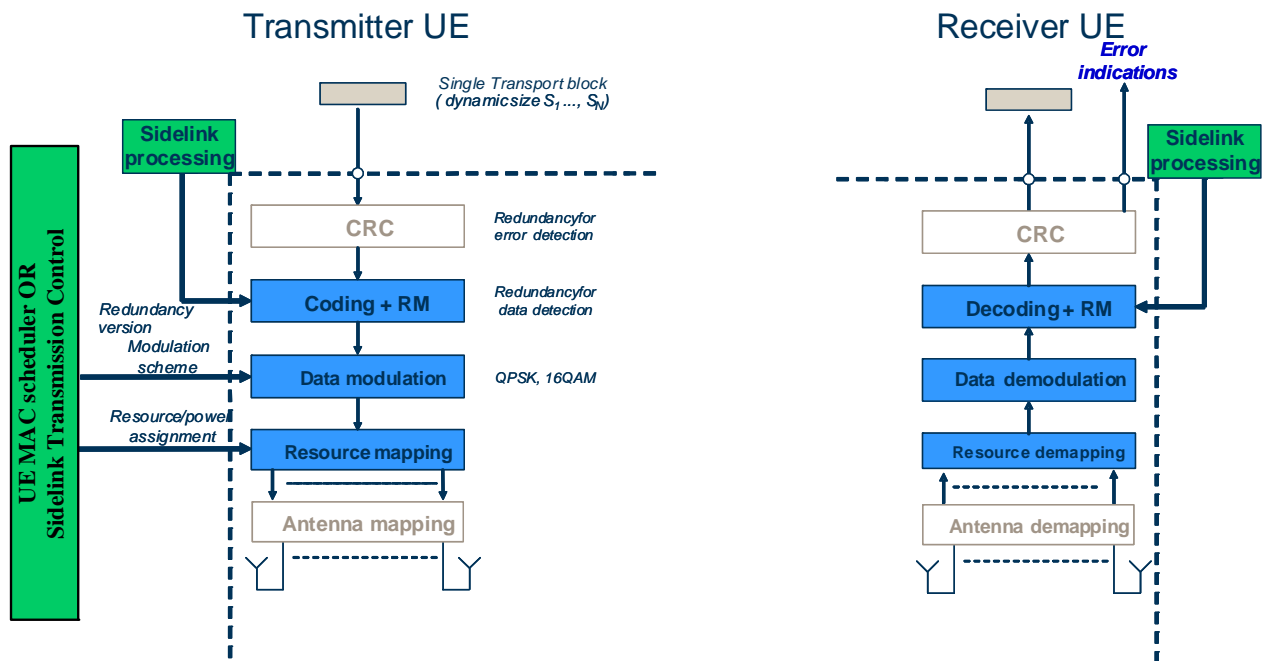 Transmitter UE
Single Transport block
( dynamicsize S1 ..., SN)
Sidelink
processing
UE MAC scheduler OR
Sidelink Transmission Control
CRC
Redundancyfor
error detection
Coding + RM
Redundancyfor
data detection
Redundancy
version
Modulation
scheme
Data modulation
QPSK, 16QAM
Resource/power
assignment
Resource mapping
Antenna mapping
Receiver UE
Error
indications
Sidelink
processing
CRC
Decoding + RM
Data demodulation
Resource demapping
Antenna demapping